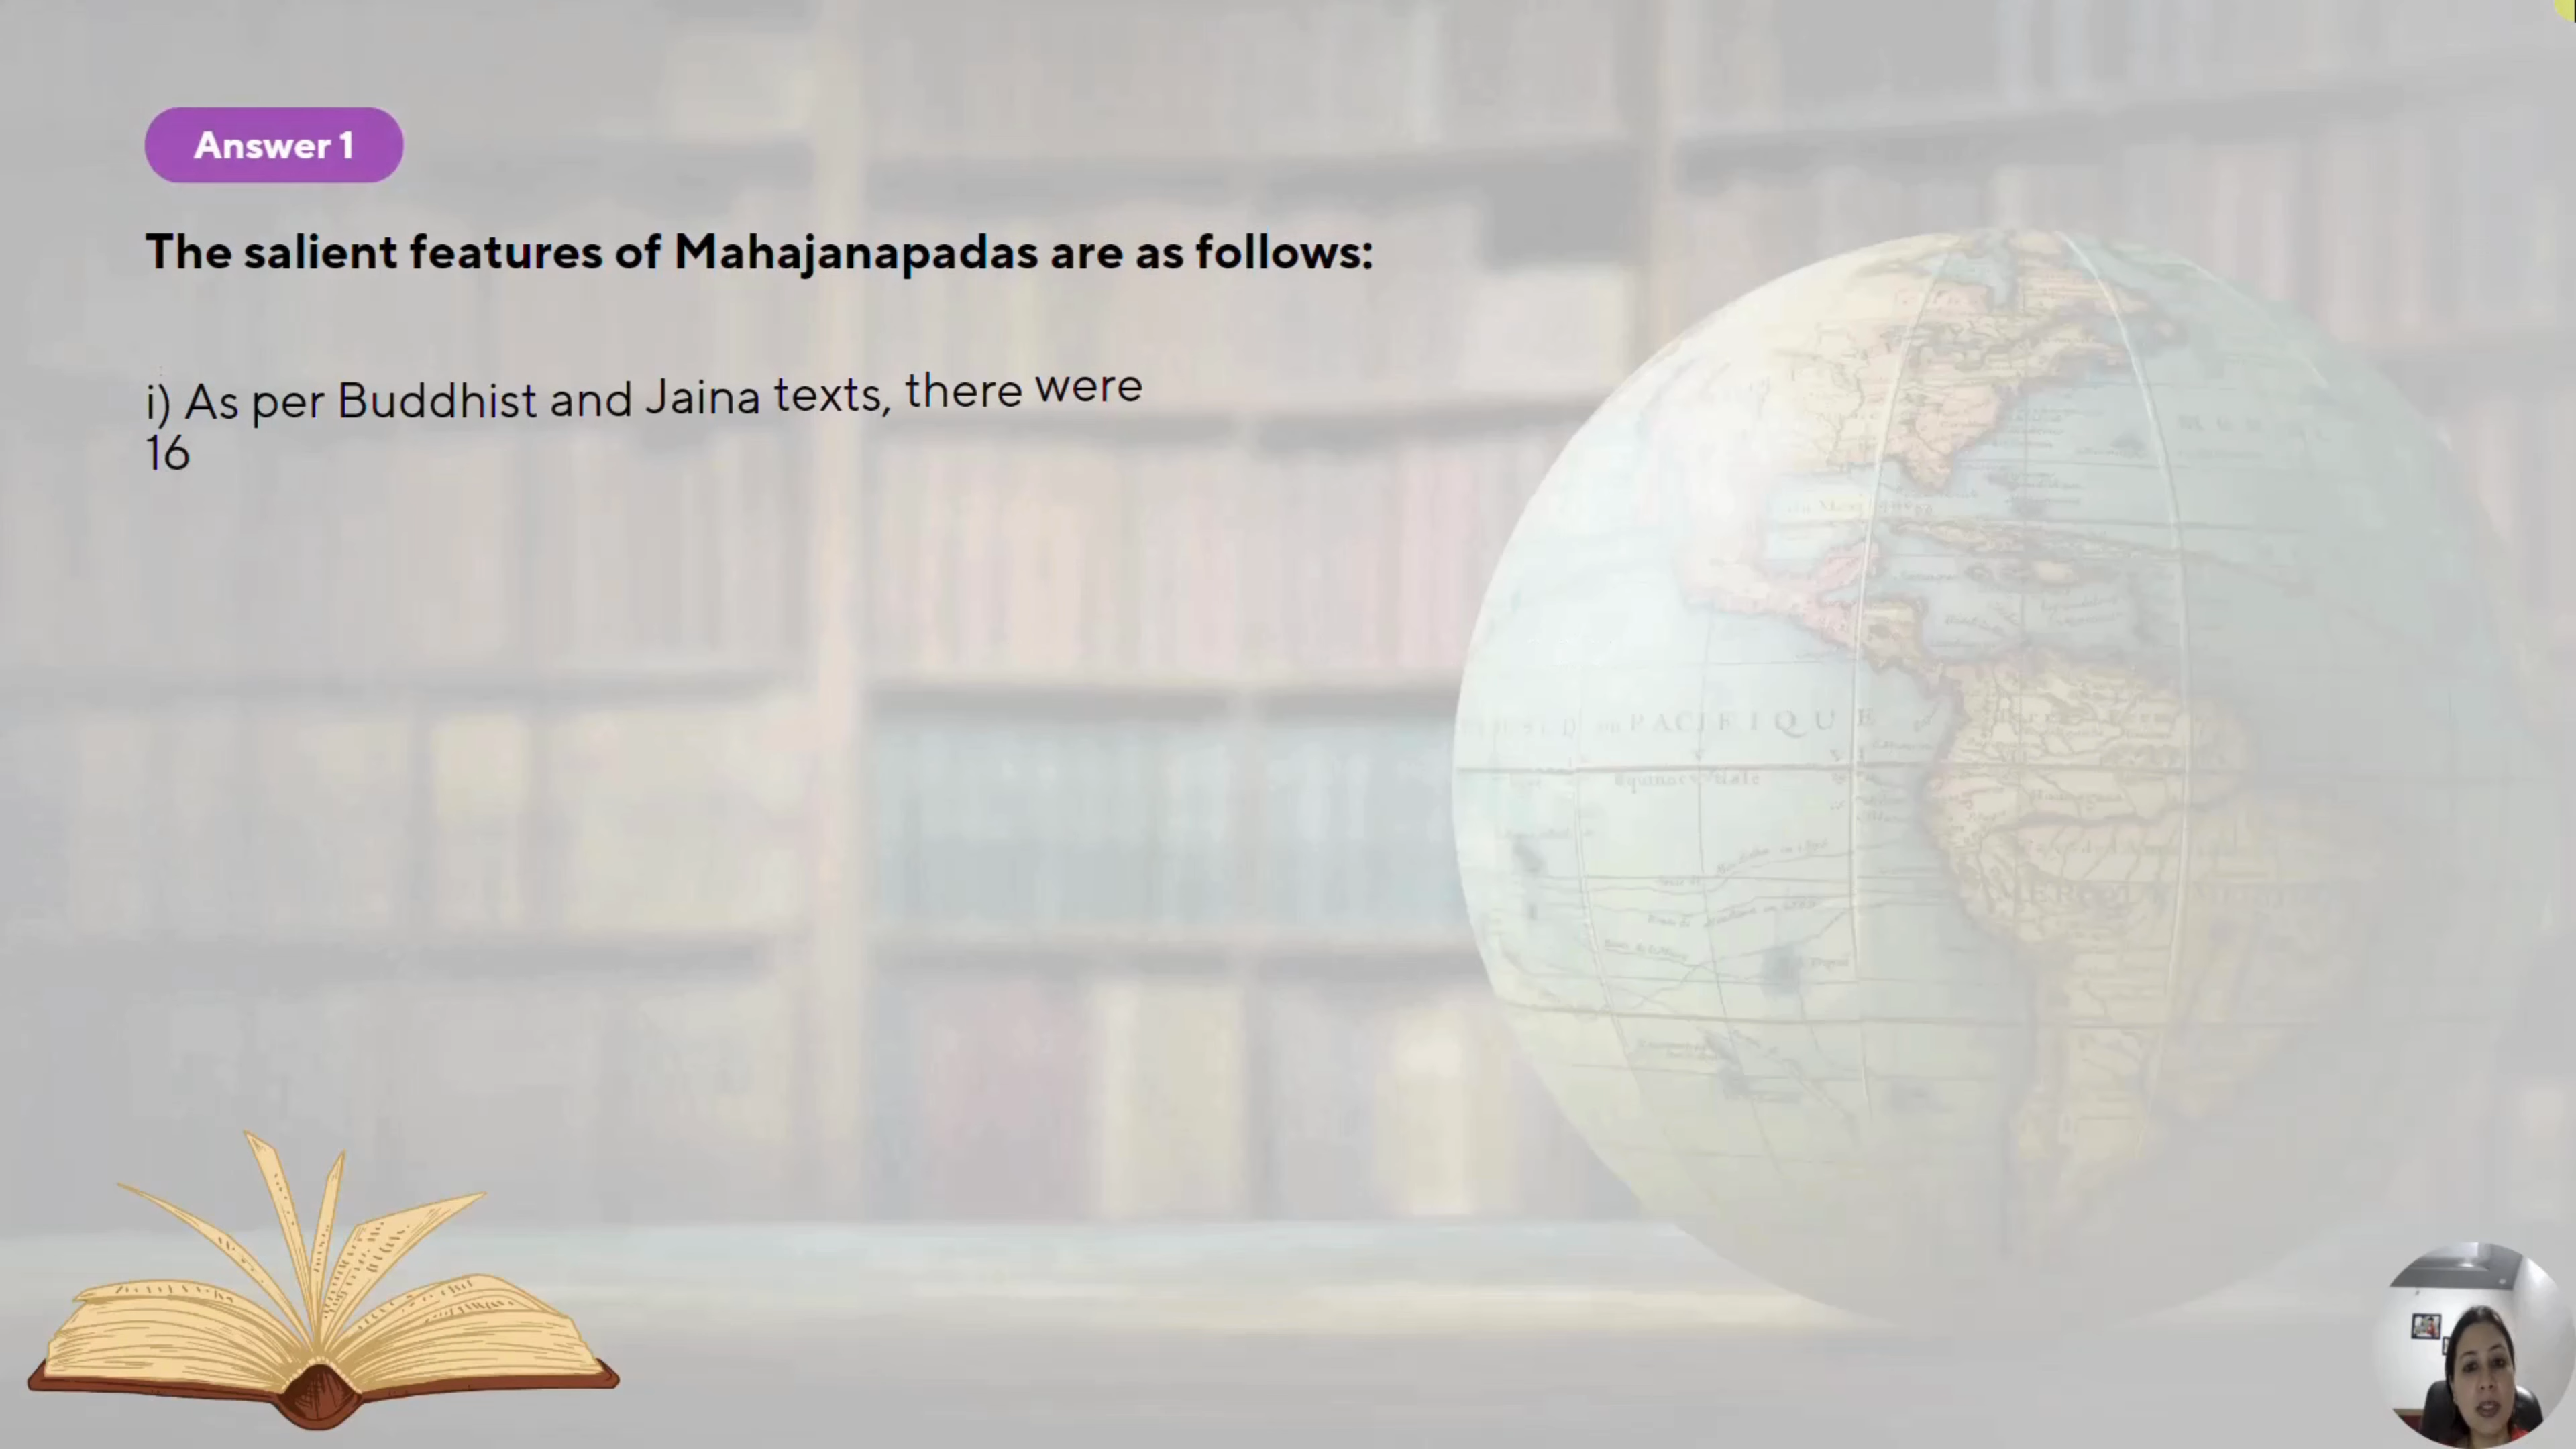 Answer 1
The salient features of Mahajanapadas are as follows:
i) As per Buddhist and Jaina texts, there were
16
PACIFIQUE